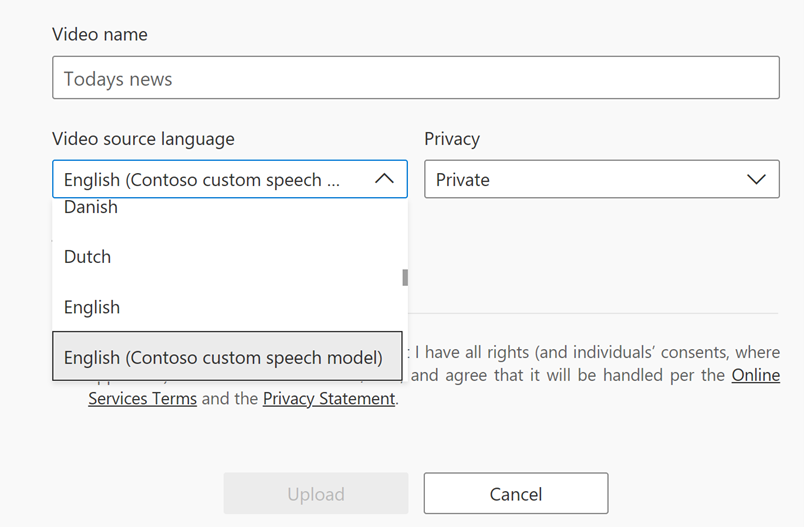 Video name
Todays news
Video source language
Privacy
English (Contoso custom speech ...
Private
Danish
Dutch
English
English (Contoso custom speech model)
I have all rights (and individuals' consents, where
and agree that it will be handled per the Online
Services Terms and the Privacy Statement.
Upload
Cancel